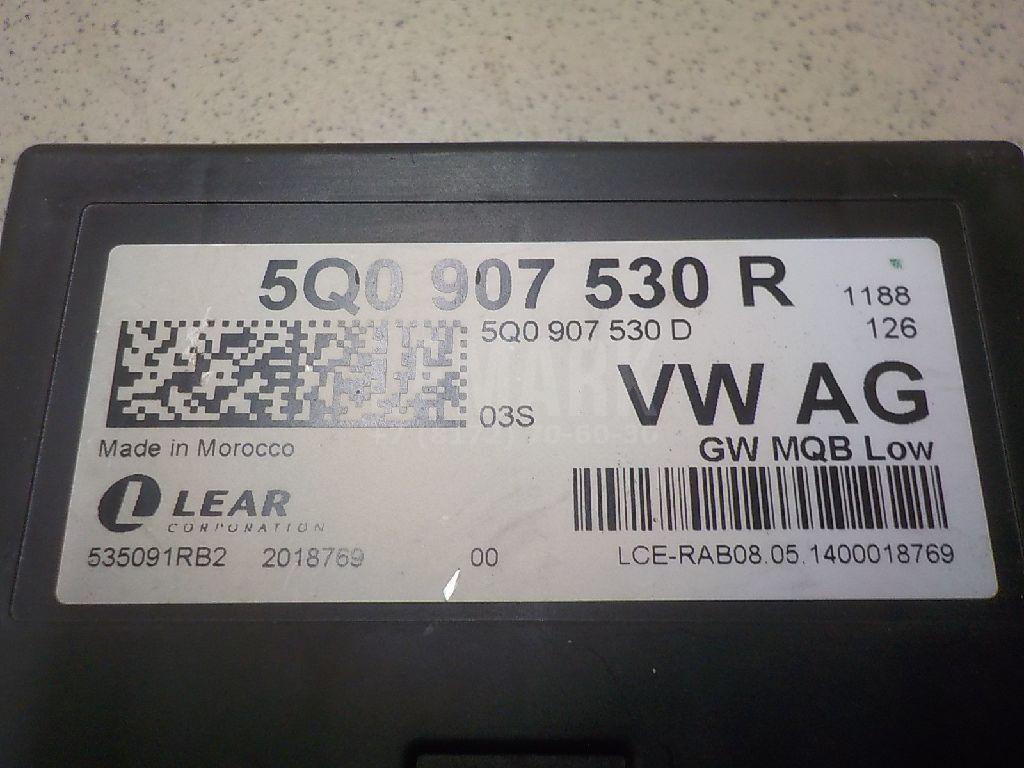 5Q0 907 530 R 1188
5Q0 907 530 D 126
VW AG
03S
Made in Morocco GW MQB Low
LEAR
CORPORATION
535091RB2 2018769 00 LCE-RAB08.05.1400018769